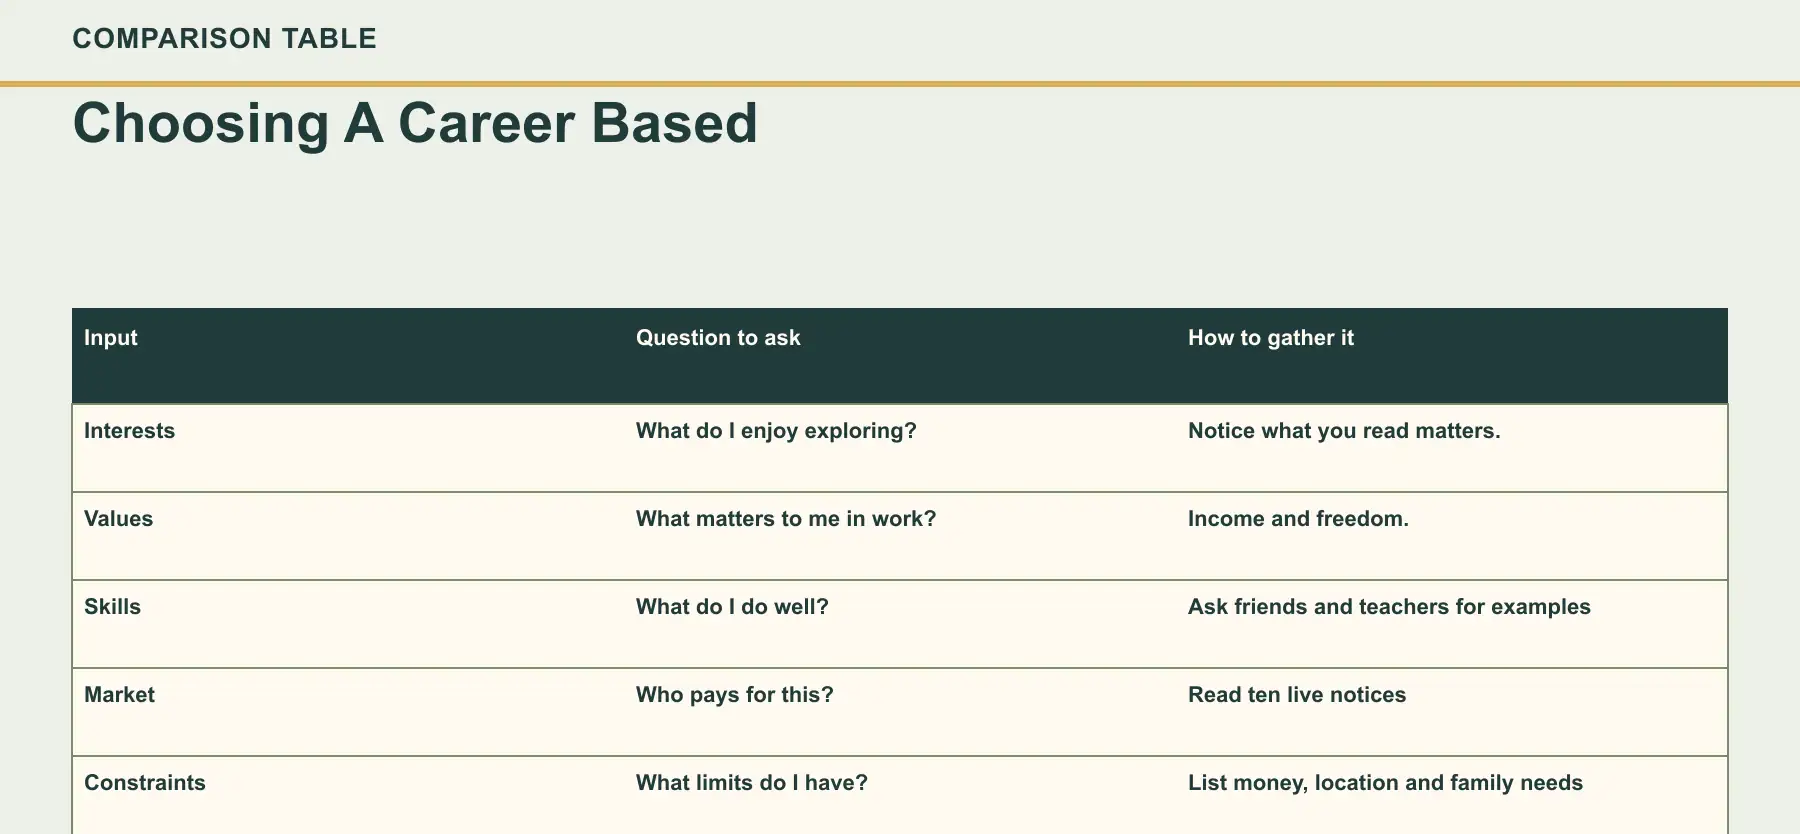 COMPARISON TABLE
Choosing A Career Based
Input Question to ask How to gather it
Interests What do I enjoy exploring? Notice what you read matters.
Values What matters to me in work? Income and freedom.
Skills What do I do well? Ask friends and teachers for examples
Market Who pays for this? Read ten live notices
Constraints What limits do I have? List money, location and family needs